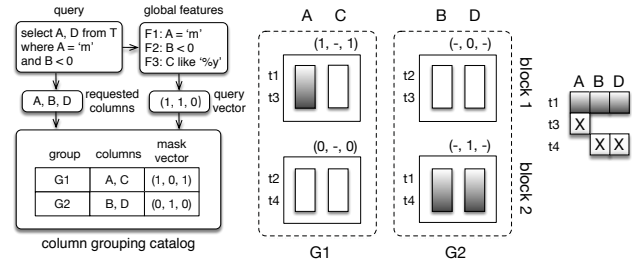 query
global features
select A, D from T
where A = ‘m’
and B < 0
F1: A = ‘m’
F2: B < 0
F3: C like ‘%y’
A, B, D
requested
columns
(1, 1, 0)
query
vector
group
columns
mask
vector
G1
A, C
(1, 0, 1)
G2
B, D
(0, 1, 0)
column grouping catalog
A
C
B
D
(1, -, 1)
(-, 0, -)
t1
t3
t2
t3
block 1
(0, -, 0)
(-, 1, -)
t2
t4
t1
t4
block 2
G1
G2
A
B
D
t1
t3
X
t4
X
X